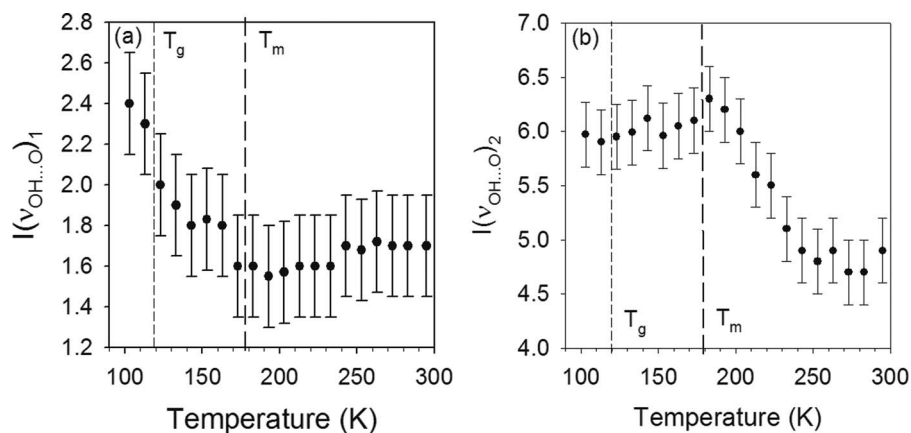 (a)
T_g
T_m
2.8
2.6
2.4
2.2
2.0
1.8
1.6
1.4
1.2
I(ν_OH...O)_1
100 150 200 250 300
Temperature (K)
(b)
T_g
T_m
7.0
6.5
6.0
5.5
5.0
4.5
4.0
I(ν_OH...O)_2
100 150 200 250 300
Temperature (K)